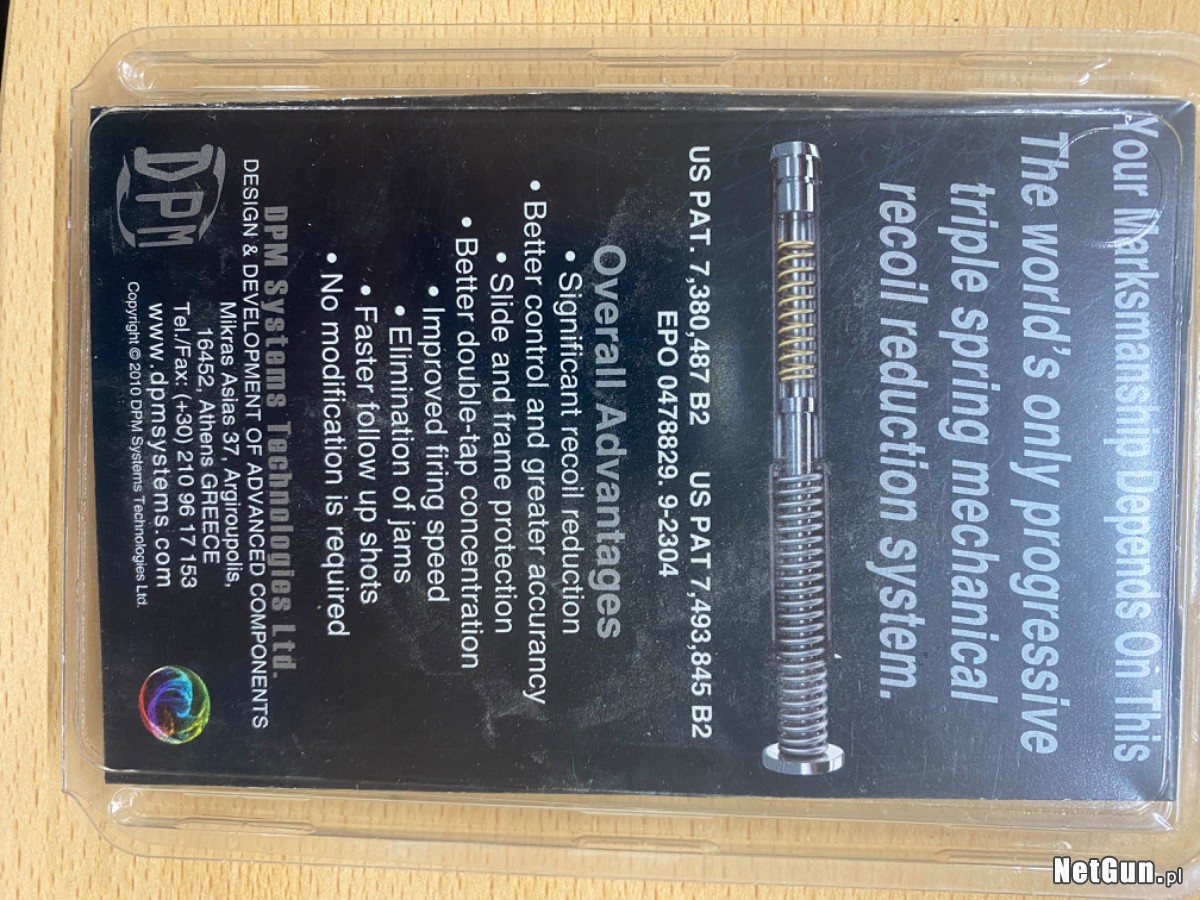 Your Marksmanship Depends On This
The world's only progressive
triple spring mechanical
recoil reduction system.
US PAT. 7,380,487 B2 US PAT 7,493,845 B2
EPO 0478829. 9-2304
Overall Advantages
• Significant recoil reduction
• Better control and greater accurancy
• Slide and frame protection
• Better double-tap concentration
• Improved firing speed
• Elimination of jams
• Faster follow up shots
• No modification is required
DPM Systems Technologies Ltd.
DESIGN & DEVELOPMENT OF ADVANCED COMPONENTS
Mikras Asias 37, Argiroupolis,
16452, Athens GREECE
Tel./Fax: (+30) 210 96 17 153
www.dpmsystems.com
Copyright © 2010 DPM Systems Technologies Ltd.
DPM
NetGun.pl